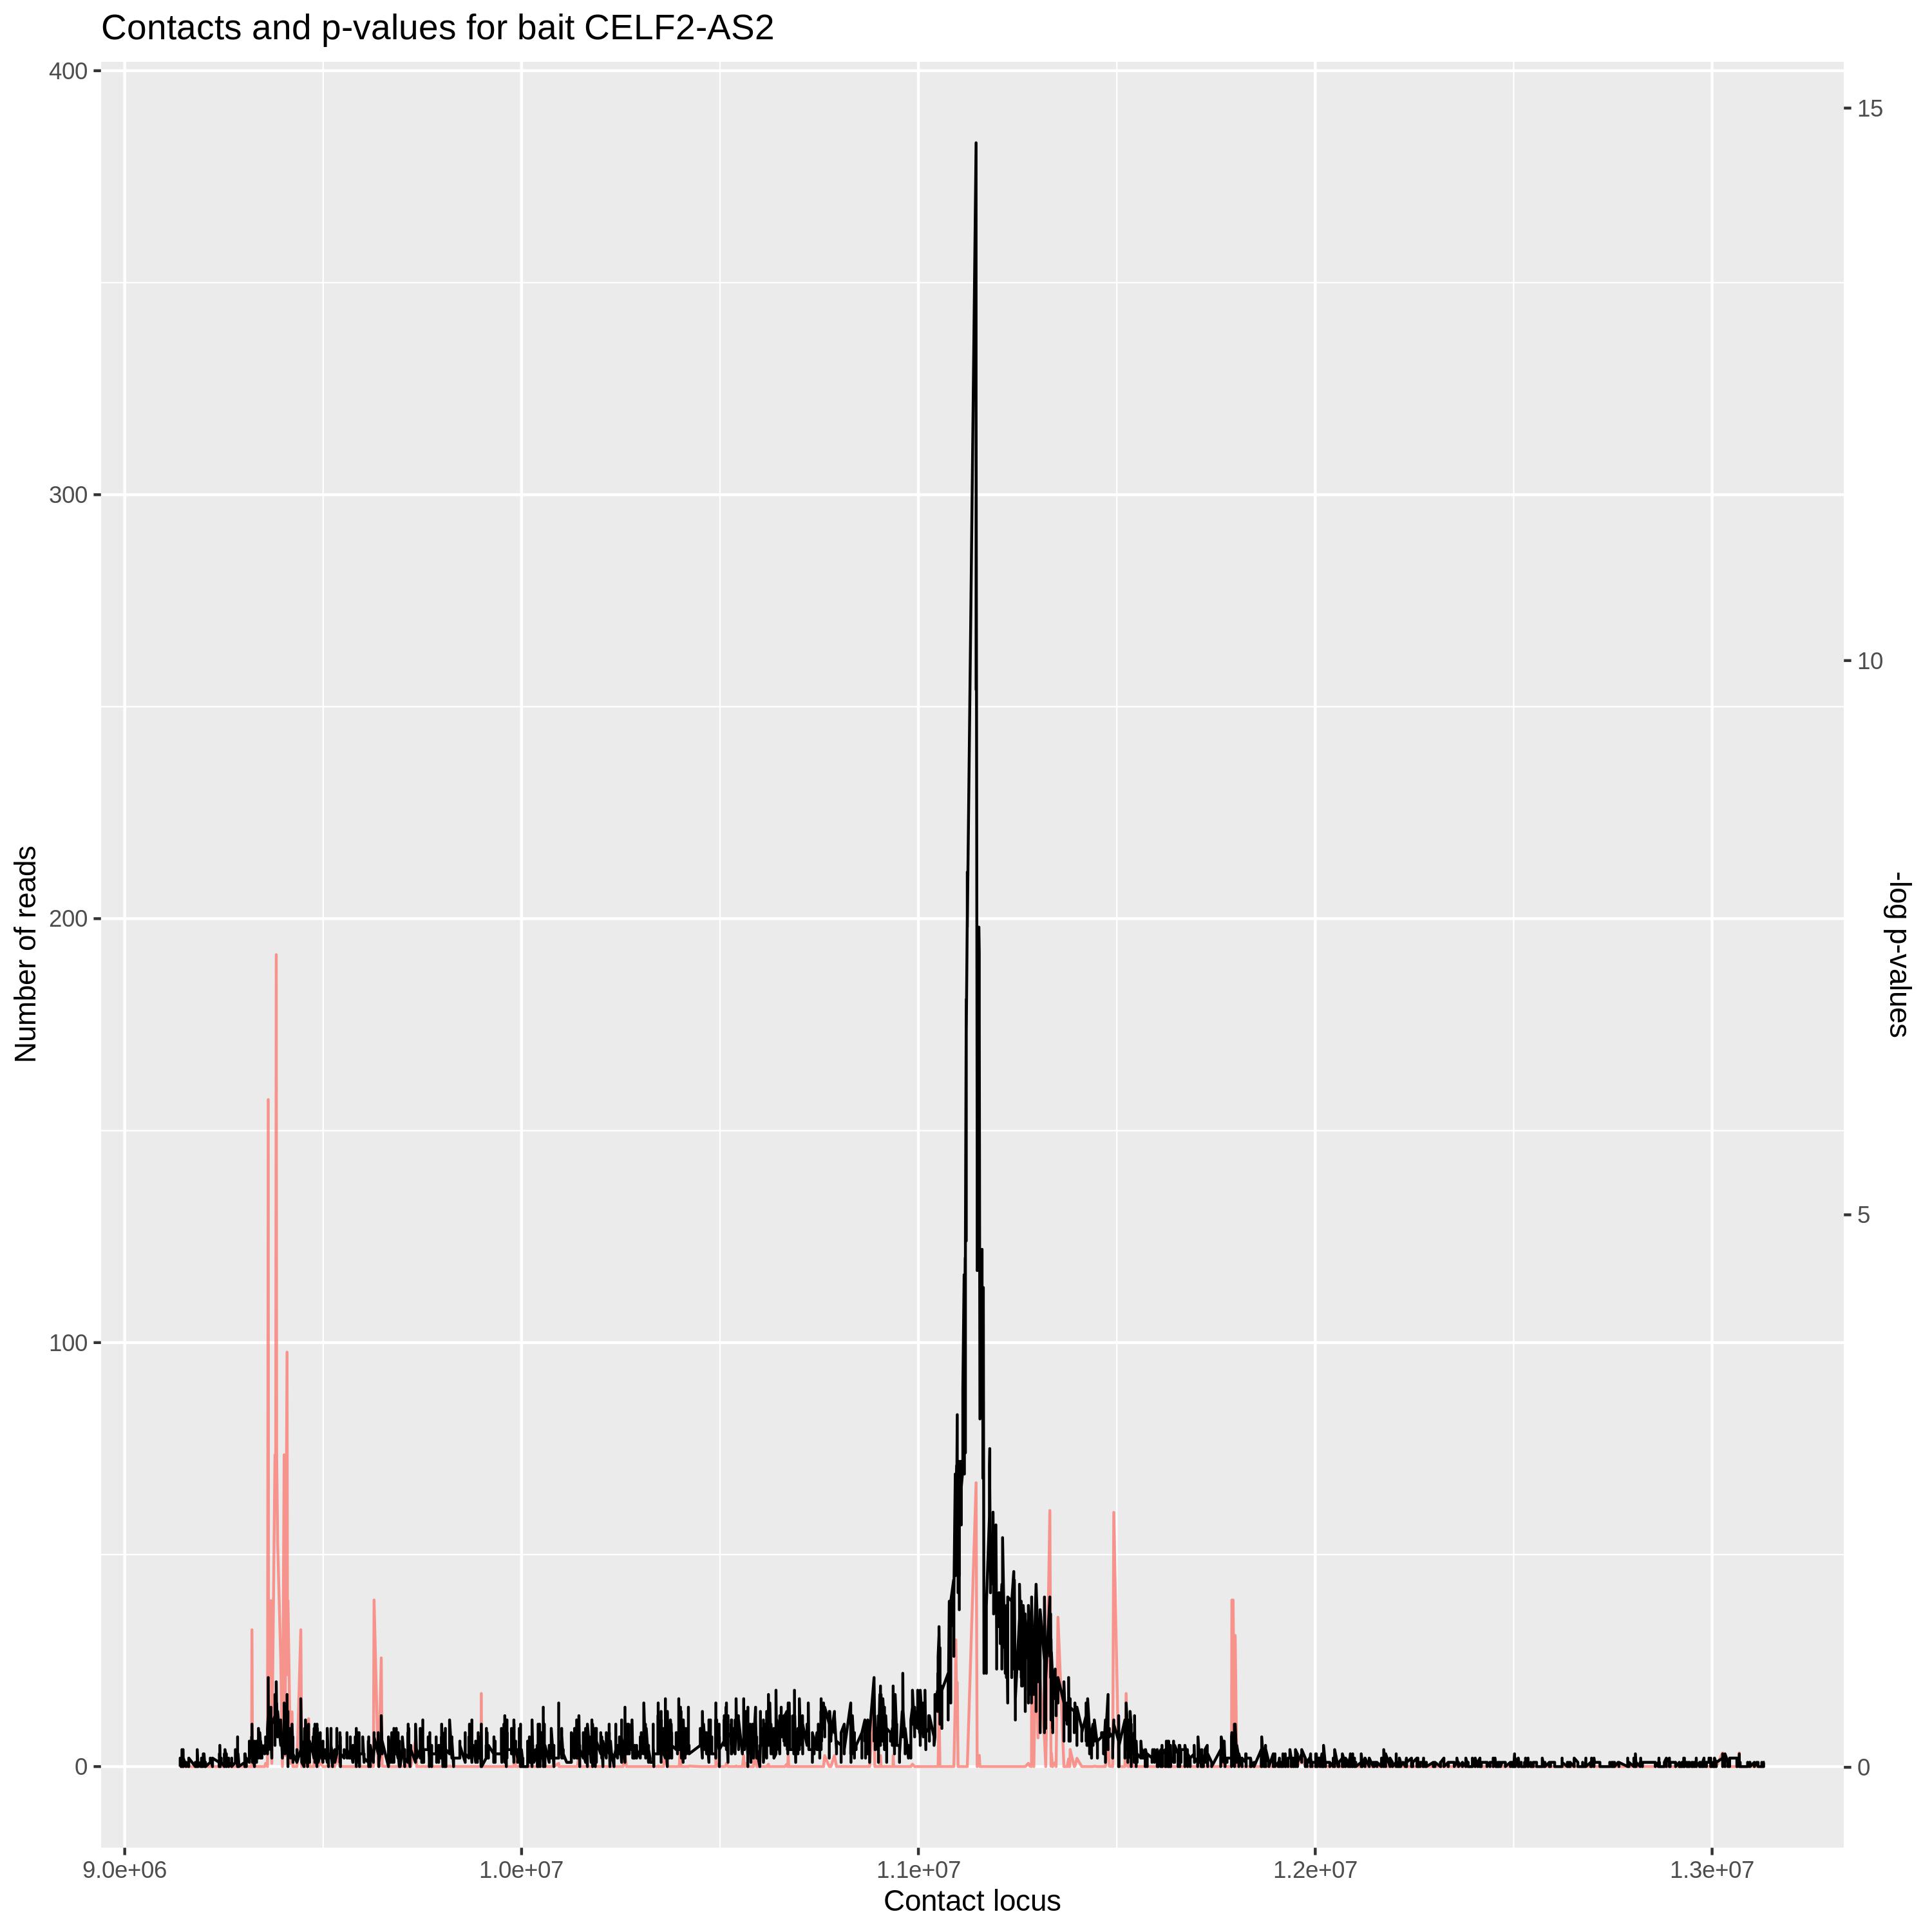 Contacts and p-values for bait CELF2-AS2
400
300
200
100
0
Number of reads
15
10
5
0
-log p-values
9.0e+06
1.0e+07
1.1e+07
1.2e+07
1.3e+07
Contact locus